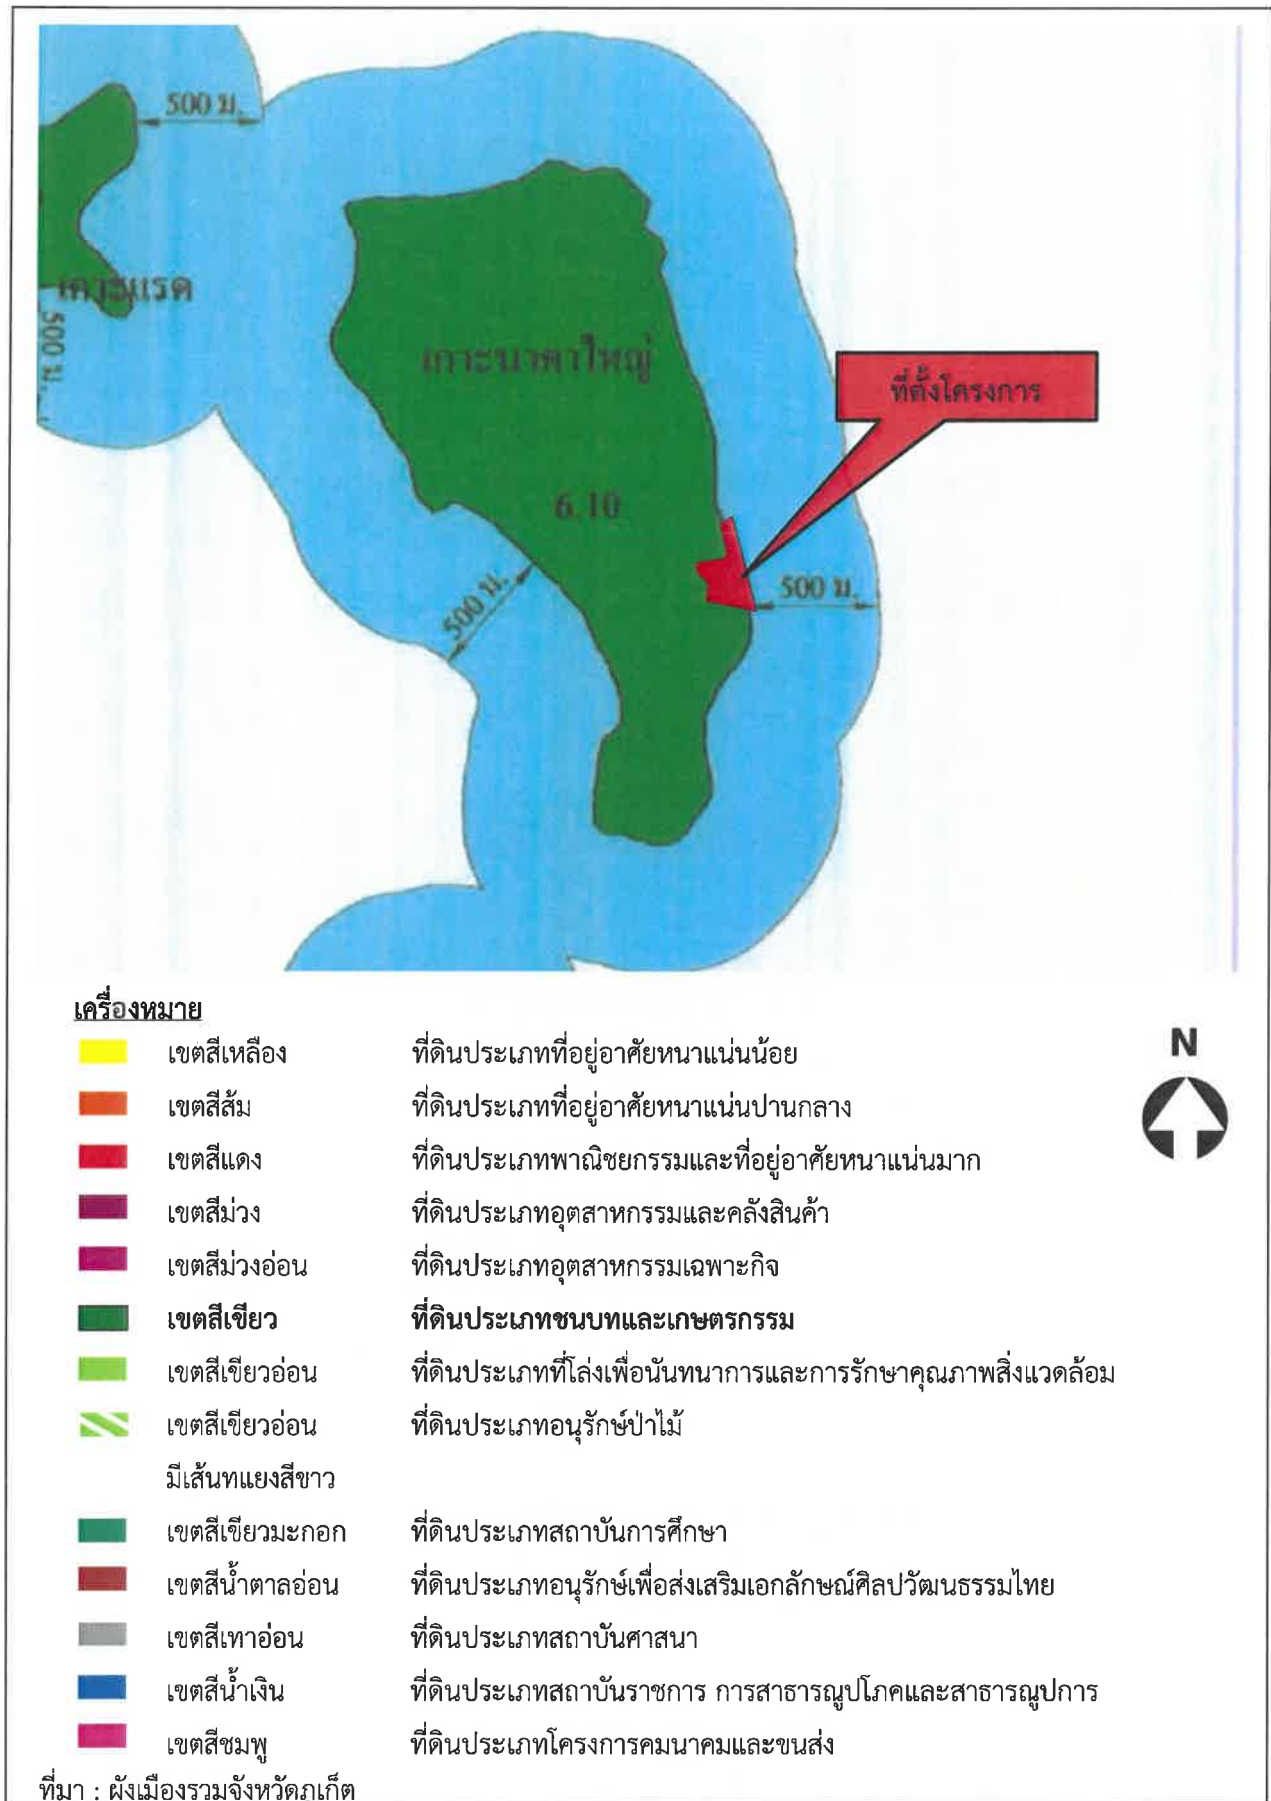 500 ม.
เกาะแรด
500 ม.
เกาะนาคาใหญ่
ที่ตั้งโครงการ
6.10
500 ม.
500 ม.
เครื่องหมาย
N
เขตสีเหลือง ที่ดินประเภทที่อยู่อาศัยหนาแน่นน้อย
เขตสีส้ม ที่ดินประเภทที่อยู่อาศัยหนาแน่นปานกลาง
เขตสีแดง ที่ดินประเภทพาณิชยกรรมและที่อยู่อาศัยหนาแน่นมาก
เขตสีม่วง ที่ดินประเภทอุตสาหกรรมและคลังสินค้า
เขตสีม่วงอ่อน ที่ดินประเภทอุตสาหกรรมเฉพาะกิจ
เขตสีเขียว ที่ดินประเภทชนบทและเกษตรกรรม
เขตสีเขียวอ่อน ที่ดินประเภทที่โล่งเพื่อนันทนาการและการรักษาคุณภาพสิ่งแวดล้อม
เขตสีเขียวอ่อน ที่ดินประเภทอนุรักษ์ป่าไม้
มีเส้นทแยงสีขาว
เขตสีเขียวมะกอก ที่ดินประเภทสถาบันการศึกษา
เขตสีน้ำตาลอ่อน ที่ดินประเภทอนุรักษ์เพื่อส่งเสริมเอกลักษณ์ศิลปวัฒนธรรมไทย
เขตสีเทาอ่อน ที่ดินประเภทสถาบันศาสนา
เขตสีน้ำเงิน ที่ดินประเภทสถาบันราชการ การสาธารณูปโภคและสาธารณูปการ
เขตสีชมพู ที่ดินประเภทโครงการคมนาคมและขนส่ง
ที่มา : ผังเมืองรวมจังหวัดภูเก็ต